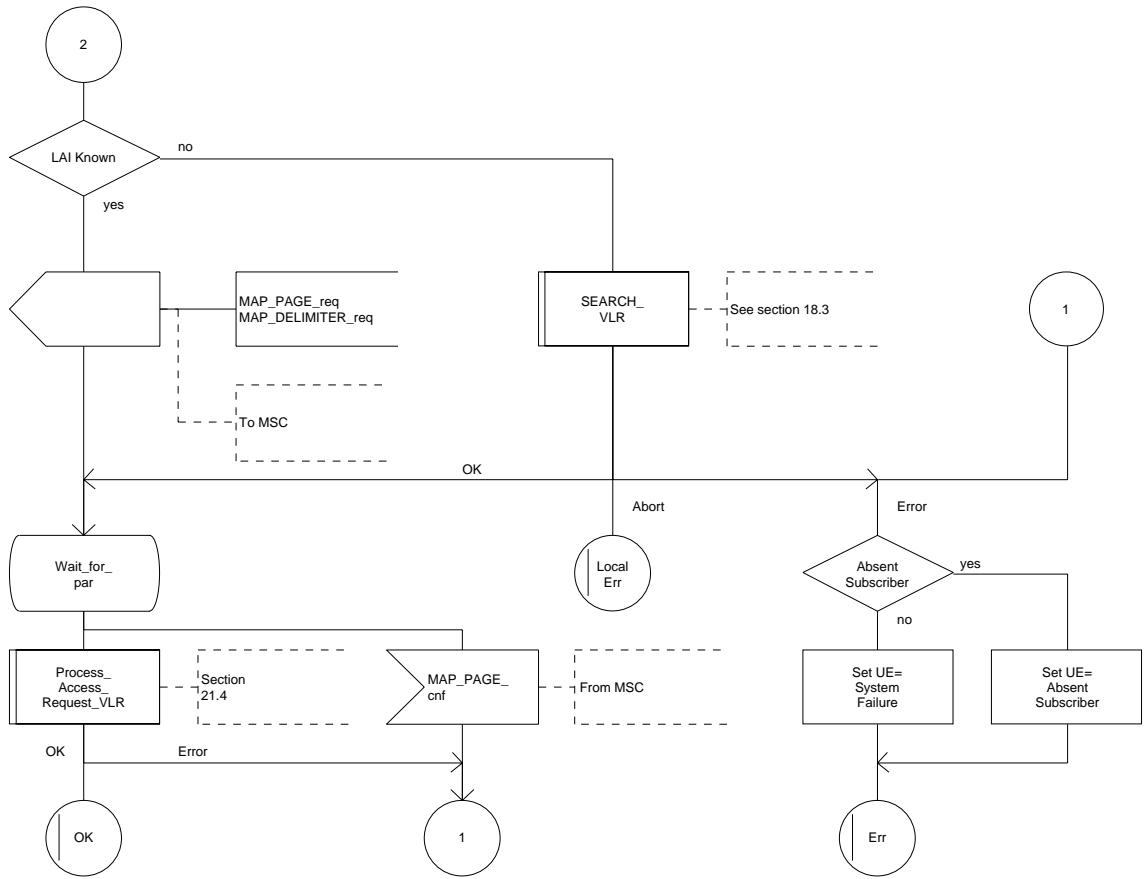 2
LAI Known
no
yes
MAP_PAGE_req
MAP_DELIMITER_req
SEARCH_
VLR
See section 18.3
1
To MSC
OK
Abort
Error
Wait_for_
par
Local
Err
Absent
Subscriber
yes
no
Process_
Access_
Request_VLR
Section
21.4
MAP_PAGE_
cnf
From MSC
Set UE=
System
Failure
Set UE=
Absent
Subscriber
OK
Error
OK
1
Err